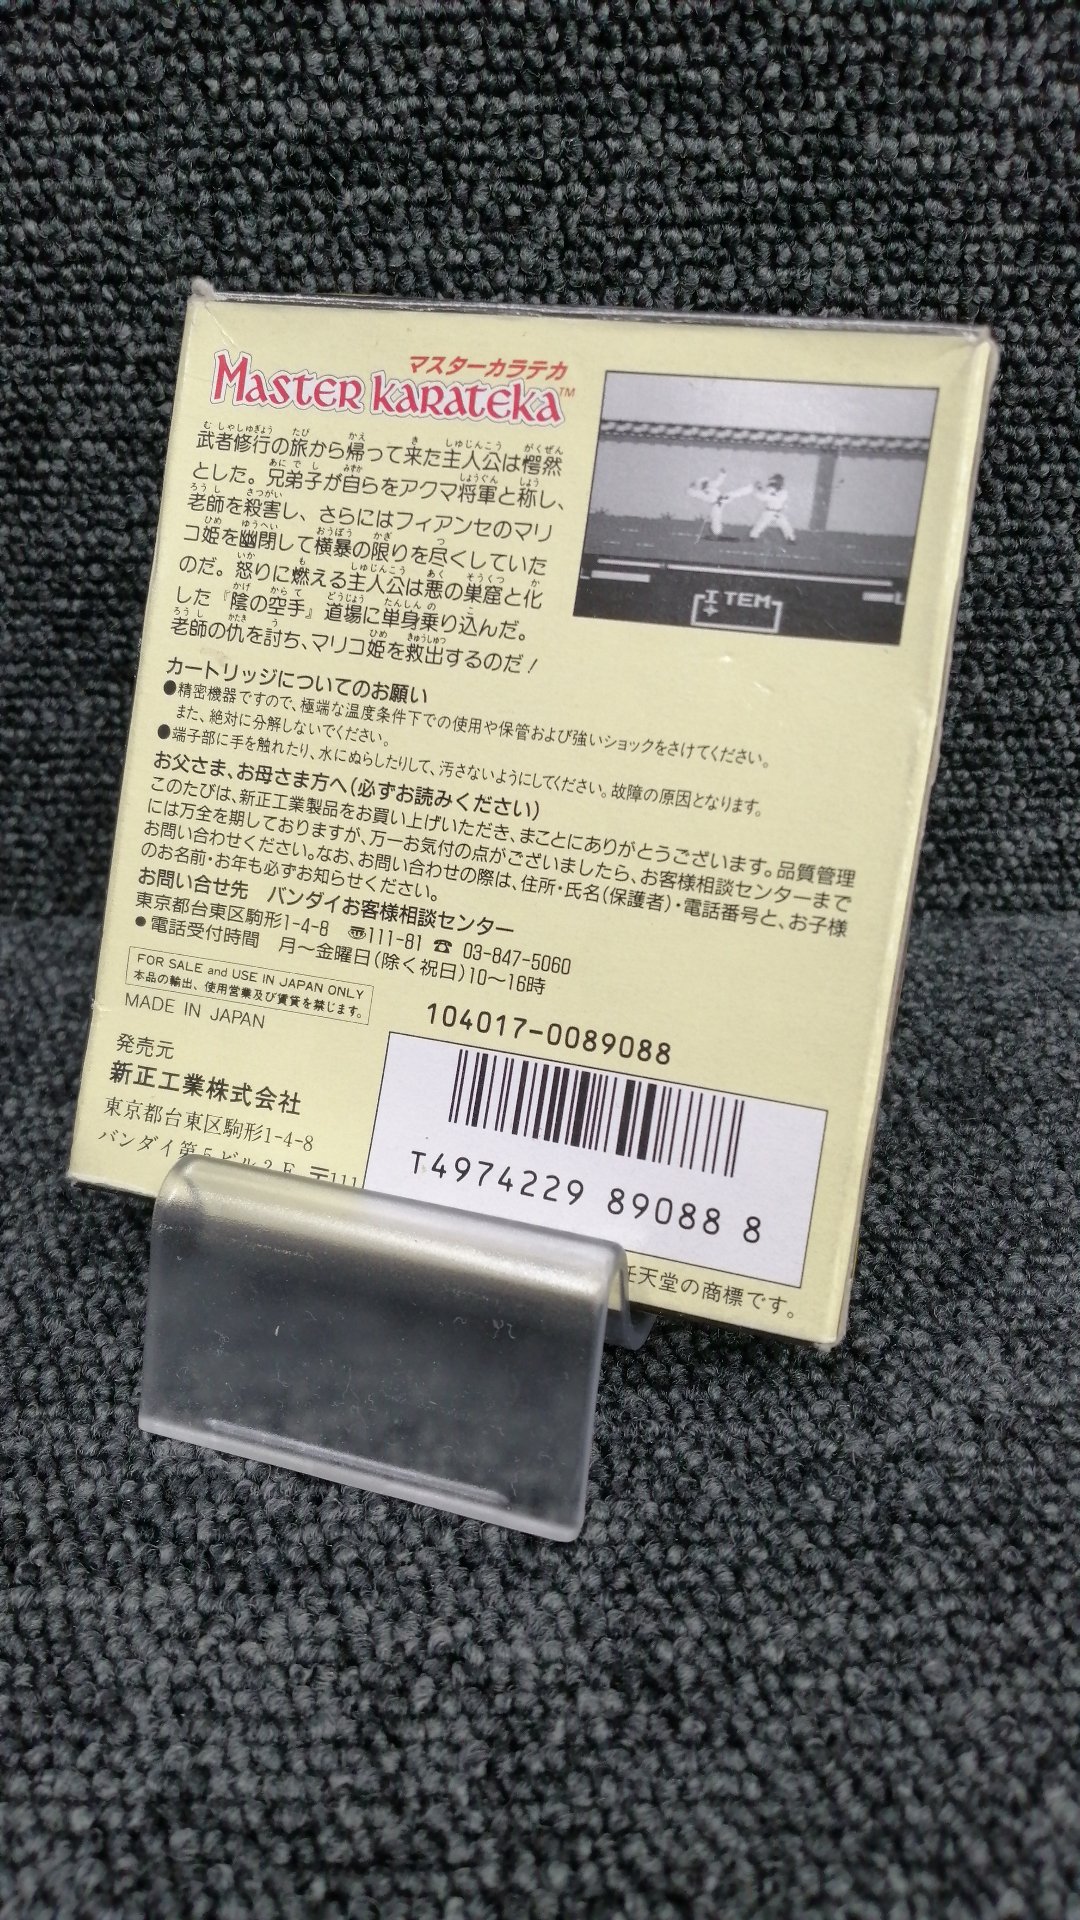 マスターカラテカ
MASTER KARATEKA™
武者修行の旅から帰って来た主人公は愕然
とした。兄弟子が自らをアクマ将軍と称し、
老師を殺害し、さらにはフィアンセのマリ
コ姫を幽閉して横暴の限りを尽くしていた
のだ。怒りに燃える主人公は悪の巣窟と化
した『陰の空手』道場に単身乗り込んだ。
老師の仇を討ち、マリコ姫を救出するのだ！
ITEM
カートリッジについてのお願い
●精密機器ですので、極端な温度条件下での使用や保管および強いショックをさけてください。
また、絶対に分解しないでください。
●端子部に手を触れたり、水にぬらしたりして、汚さないようにしてください。故障の原因となります。
お父さま、お母さま方へ(必ずお読みください)
このたびは、新正工業製品をお買い上げいただき、まことにありがとうございます。品質管理
には万全を期しておりますが、万一お気付の点がございましたら、お客様相談センターまで
お問い合わせください。なお、お問い合わせの際は、住所・氏名(保護者)・電話番号と、お子様
のお名前・お年も必ずお知らせください。
お問い合せ先 バンダイお客様相談センター
東京都台東区駒形1-4-8 〠111-81 ☎ 03-847-5060
●電話受付時間 月〜金曜日(除く祝日)10〜16時
FOR SALE and USE IN JAPAN ONLY
本品の輸出、使用営業及び賃貸を禁じます。
MADE IN JAPAN
104017-0089088
発売元
新正工業株式会社
東京都台東区駒形1-4-8
バンダイ第5ビル2F 〒111
T4974229 89088 8
任天堂の商標です。